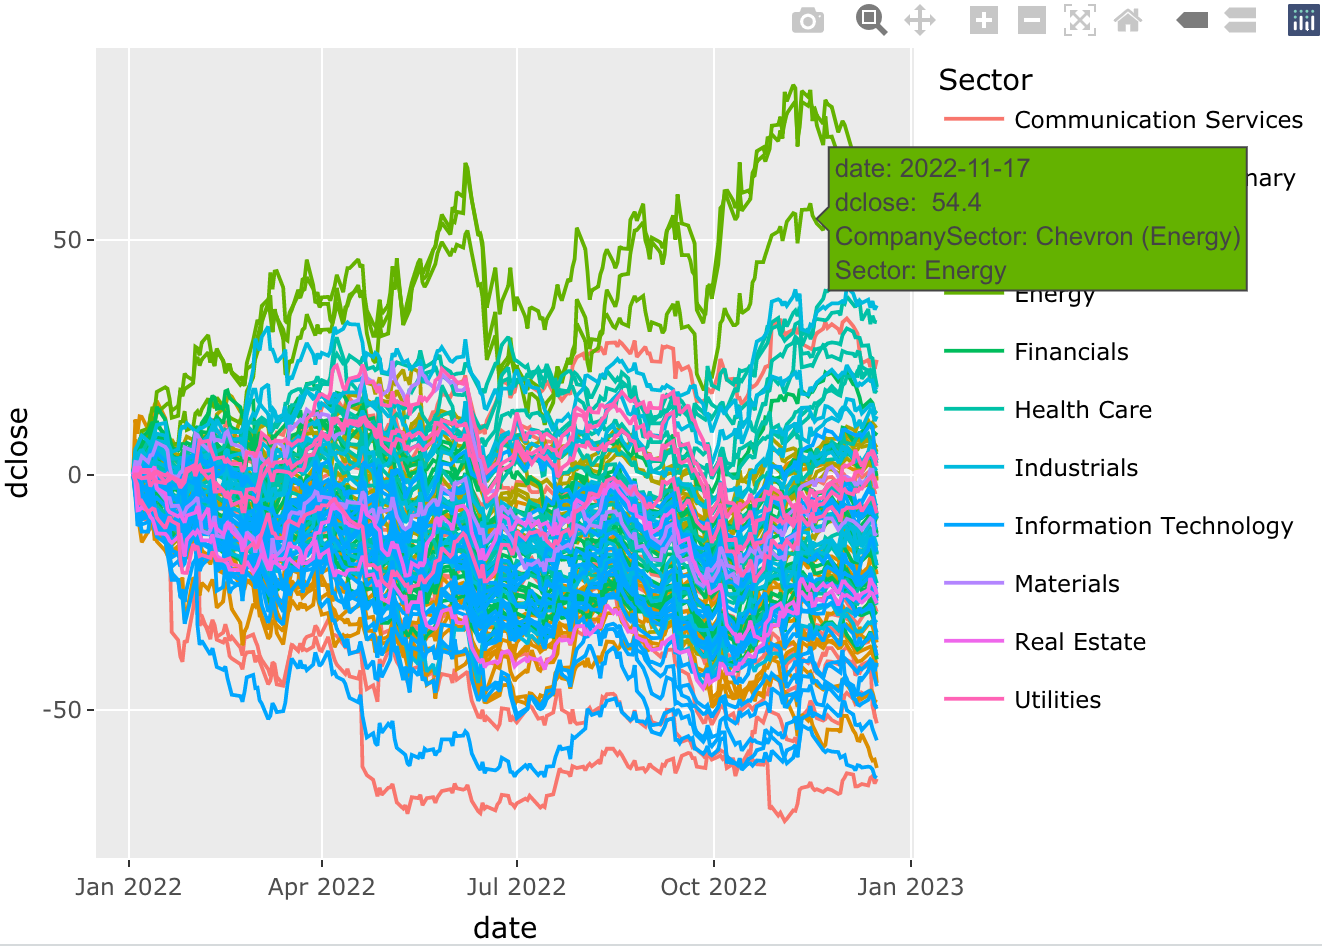 Sector
Communication Services
nary
date: 2022-11-17
dclose:  54.4
CompanySector: Chevron (Energy)
Sector: Energy
Energy
Financials
Health Care
Industrials
Information Technology
Materials
Real Estate
Utilities
50
0
-50
dclose
Jan 2022
Apr 2022
Jul 2022
Oct 2022
Jan 2023
date